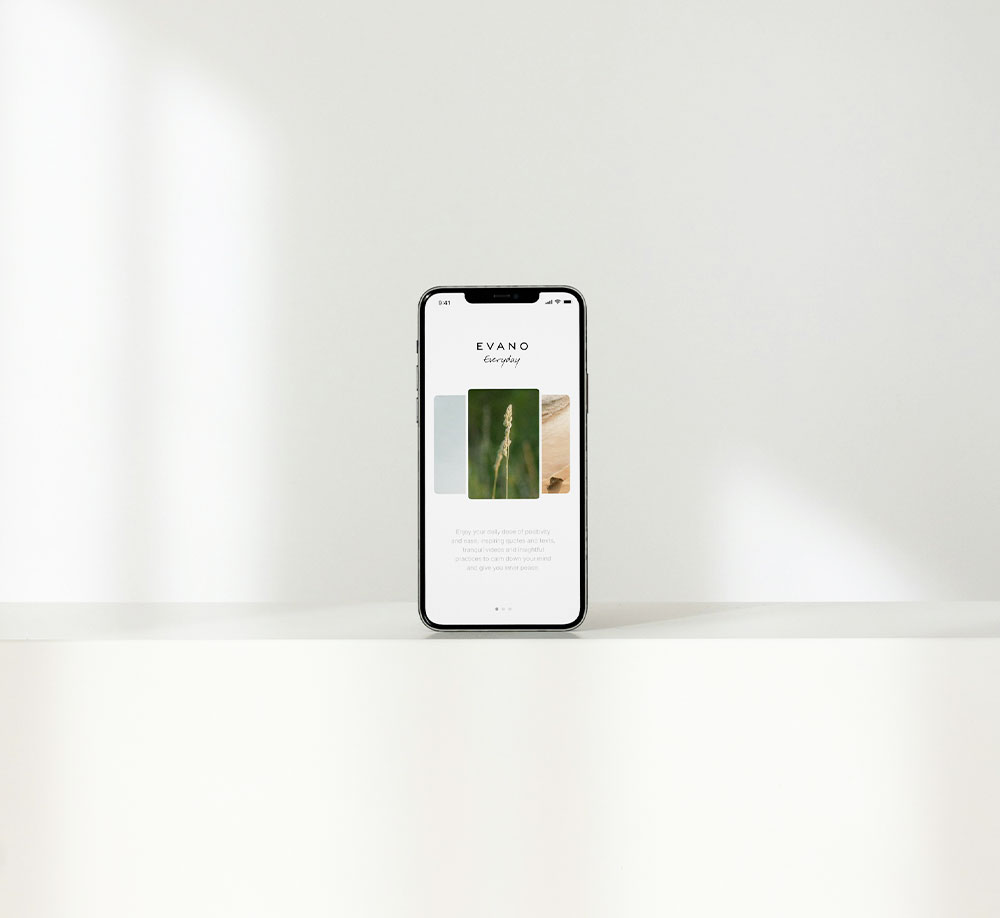 9:41
EVANO
Everyday
Enjoy your daily dose of positivity
and ease, inspiring quotes and texts,
tranquil videos and insightful
practices to calm down your mind
and give you inner peace.